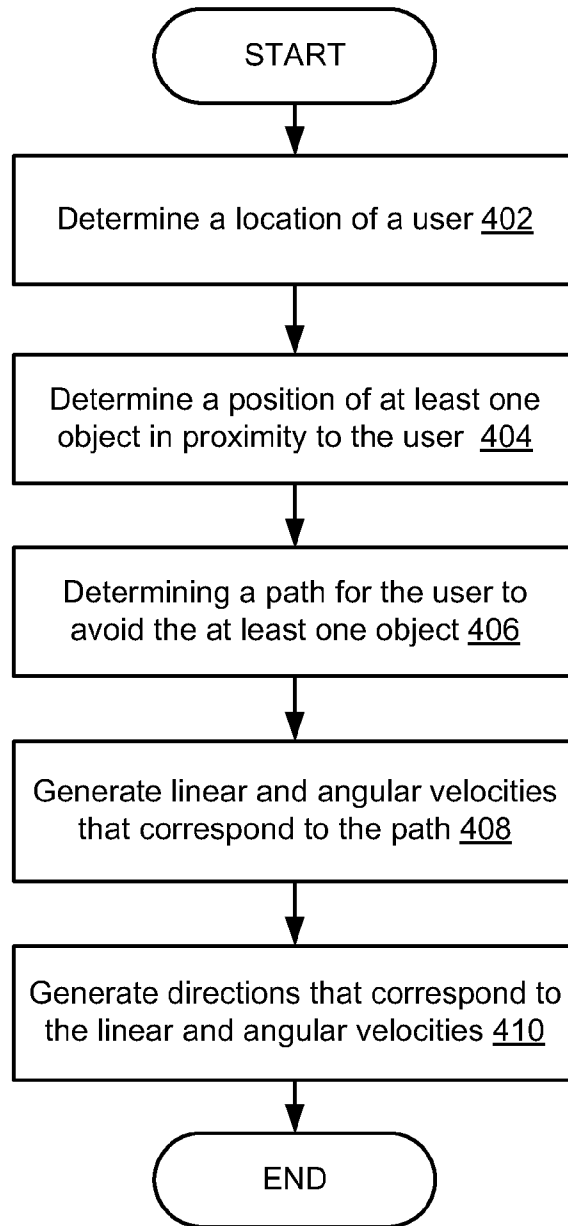 START
Determine a location of a user 402
Determine a position of at least one
object in proximity to the user 404
Determining a path for the user to
avoid the at least one object 406
Generate linear and angular velocities
that correspond to the path 408
Generate directions that correspond to
the linear and angular velocities 410
END